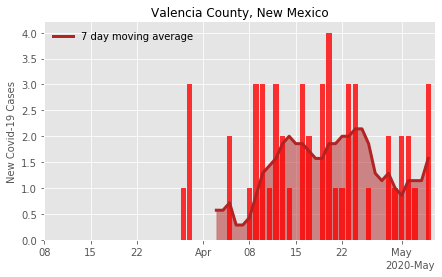 Valencia County, New Mexico
7 day moving average
New Covid-19 Cases
4.0
3.5
3.0
2.5
2.0
1.5
1.0
0.5
0.0
08 15 22 Apr 08 15 22 May
2020-May